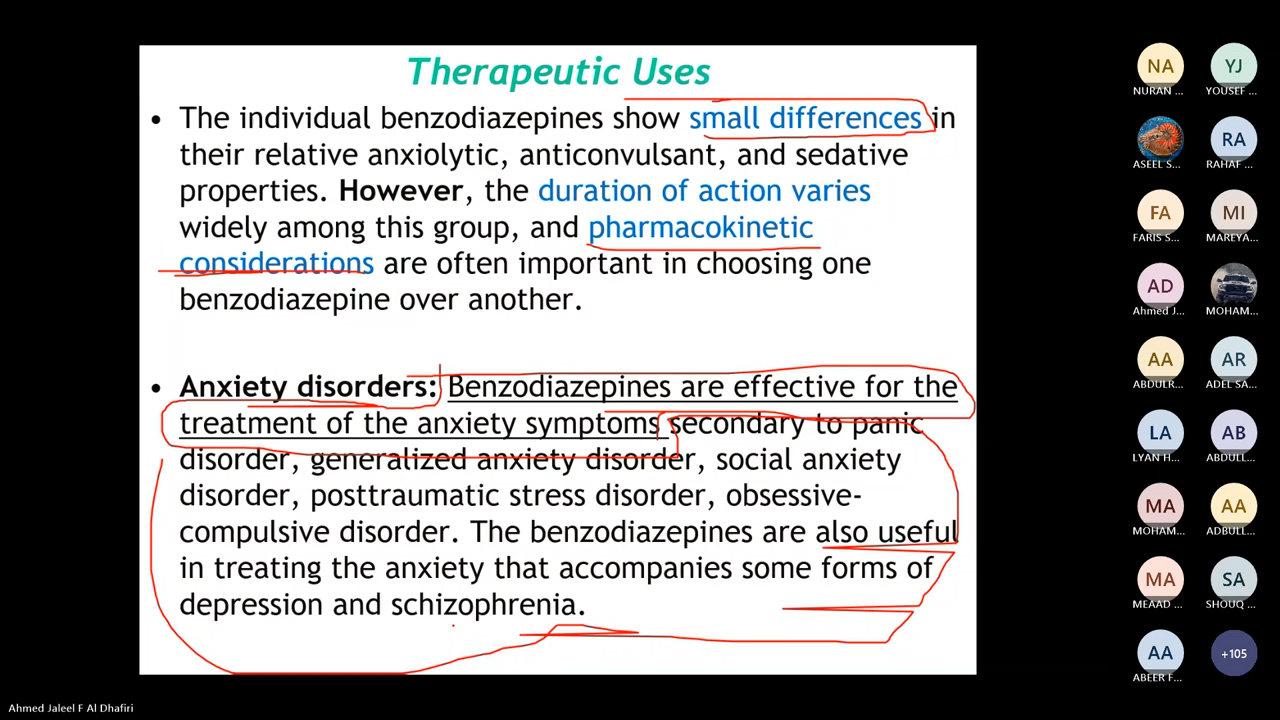 Therapeutic Uses
• The individual benzodiazepines show small differences in
their relative anxiolytic, anticonvulsant, and sedative
properties. However, the duration of action varies
widely among this group, and pharmacokinetic
considerations are often important in choosing one
benzodiazepine over another.
• Anxiety disorders: Benzodiazepines are effective for the
treatment of the anxiety symptoms secondary to panic
disorder, generalized anxiety disorder, social anxiety
disorder, posttraumatic stress disorder, obsessive-
compulsive disorder. The benzodiazepines are also useful
in treating the anxiety that accompanies some forms of
depression and schizophrenia.
NA
NURAN ...
YJ
YOUSEF ...
ASEEL S...
RA
RAHAF ...
FA
FARIS S...
MI
MAREYA...
AD
Ahmed J...
MOHAM...
AA
ABDULR...
AR
ADEL SA...
LA
LYAN H...
AB
ABDULL...
MA
MOHAM...
AA
ADBULL...
MA
MEAAD ...
SA
SHOUQ ...
AA
ABEER F...
+105
Ahmed Jaleel F Al Dhafiri